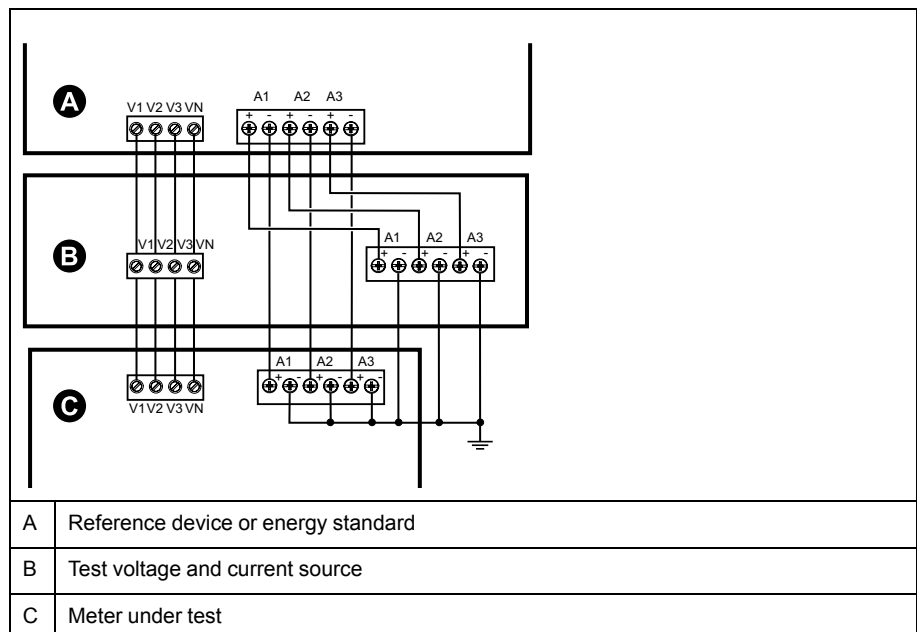 A
V1 V2 V3 VN
A1 A2 A3
+ - + - + -
B
V1 V2 V3 VN
A1 A2 A3
+ - + - + -
C
A1 A2 A3
+ - + - + -
V1 V2 V3 VN
A Reference device or energy standard
B Test voltage and current source
C Meter under test